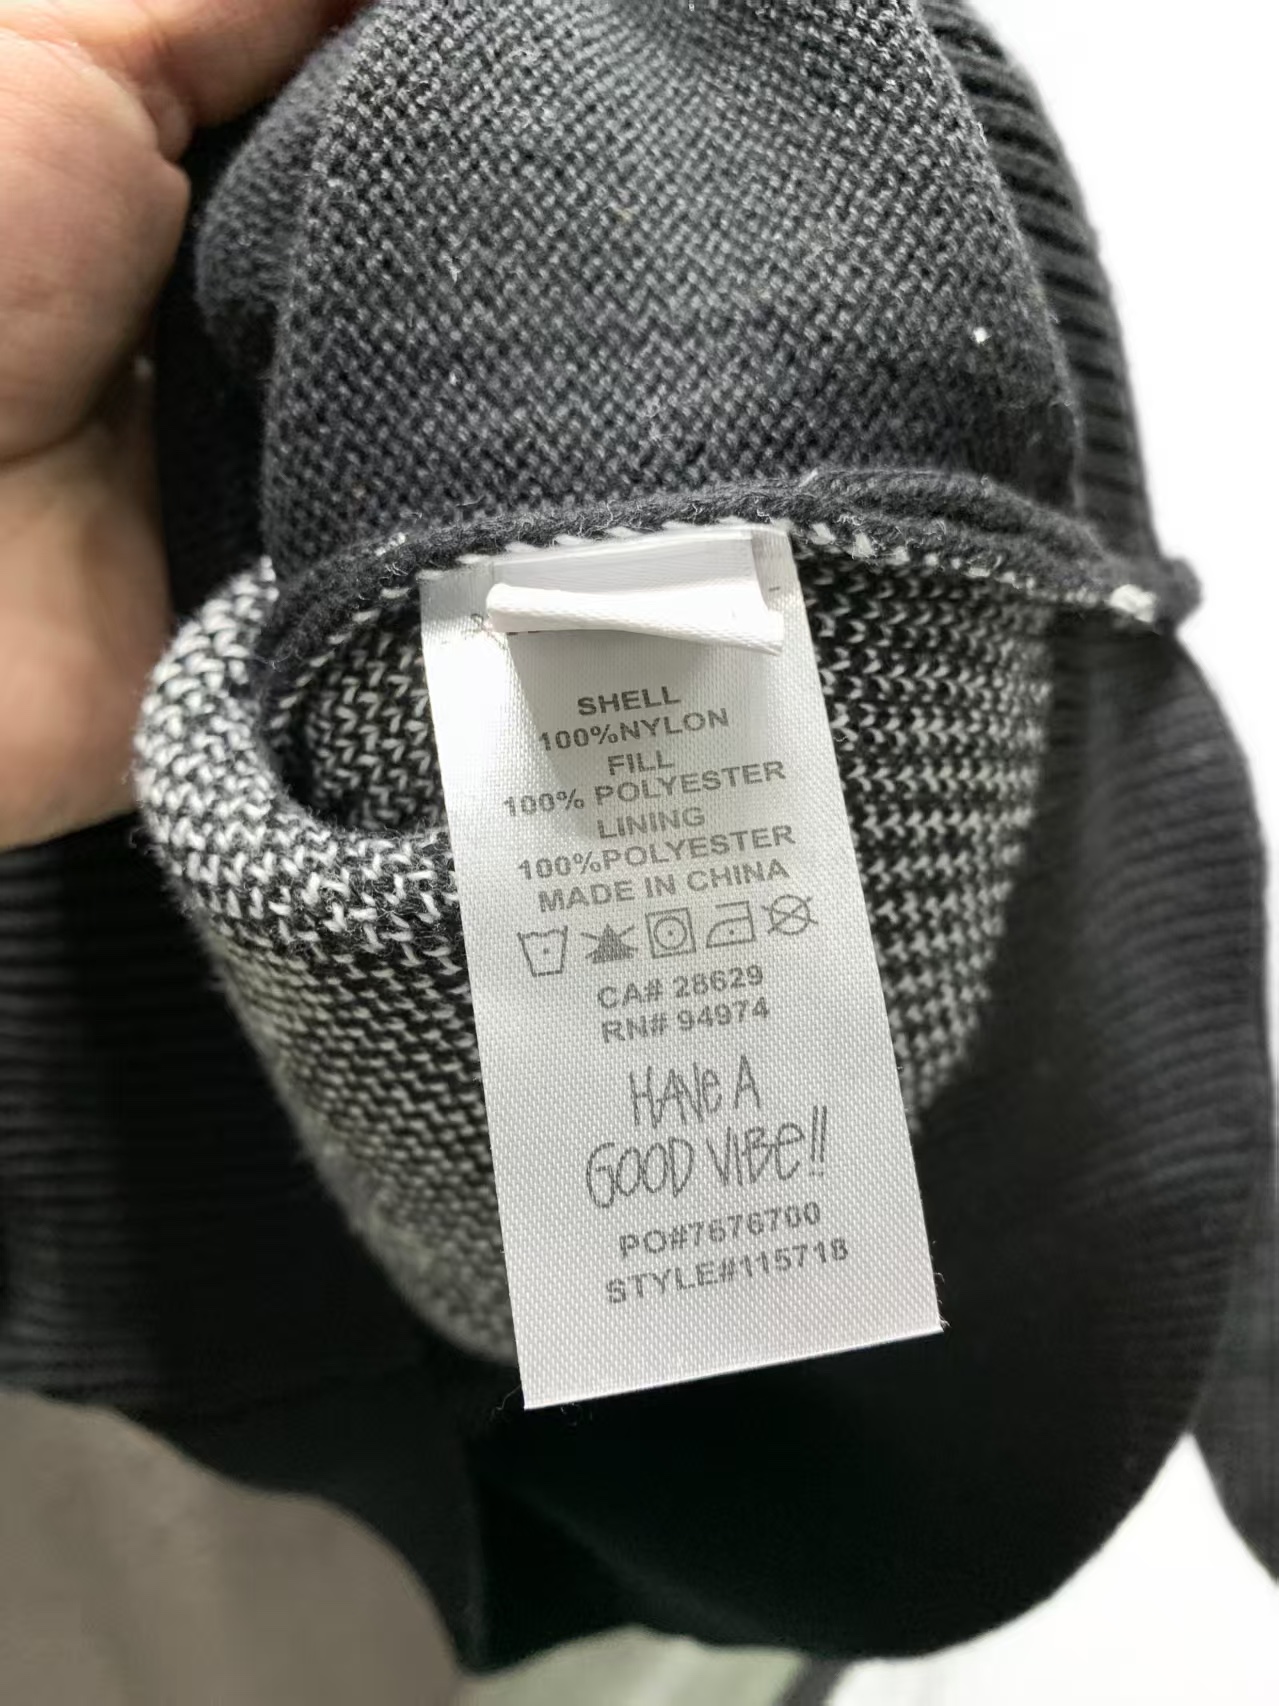 SHELL
100%NYLON
FILL
100% POLYESTER
LINING
100%POLYESTER
MADE IN CHINA
CA# 28629
RN# 94974
HAVe A
GOOD VIBe!!
PO#7676700
STYLE#115718